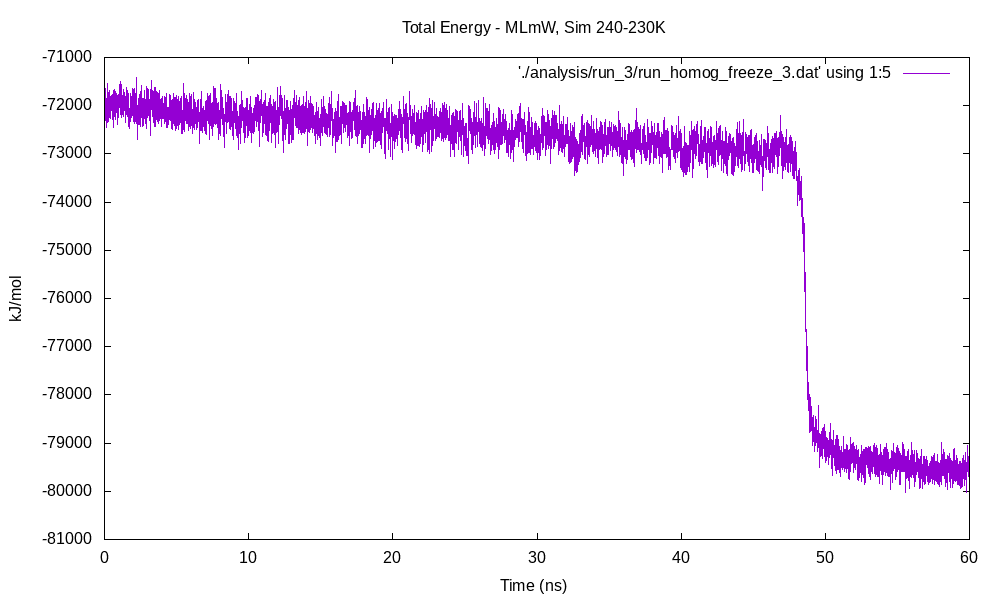 Total Energy - MLmW, Sim 240-230K
'./analysis/run_3/run_homog_freeze_3.dat' using 1:5
-71000
-72000
-73000
-74000
-75000
-76000
-77000
-78000
-79000
-80000
-81000
kJ/mol
0 10 20 30 40 50 60
Time (ns)